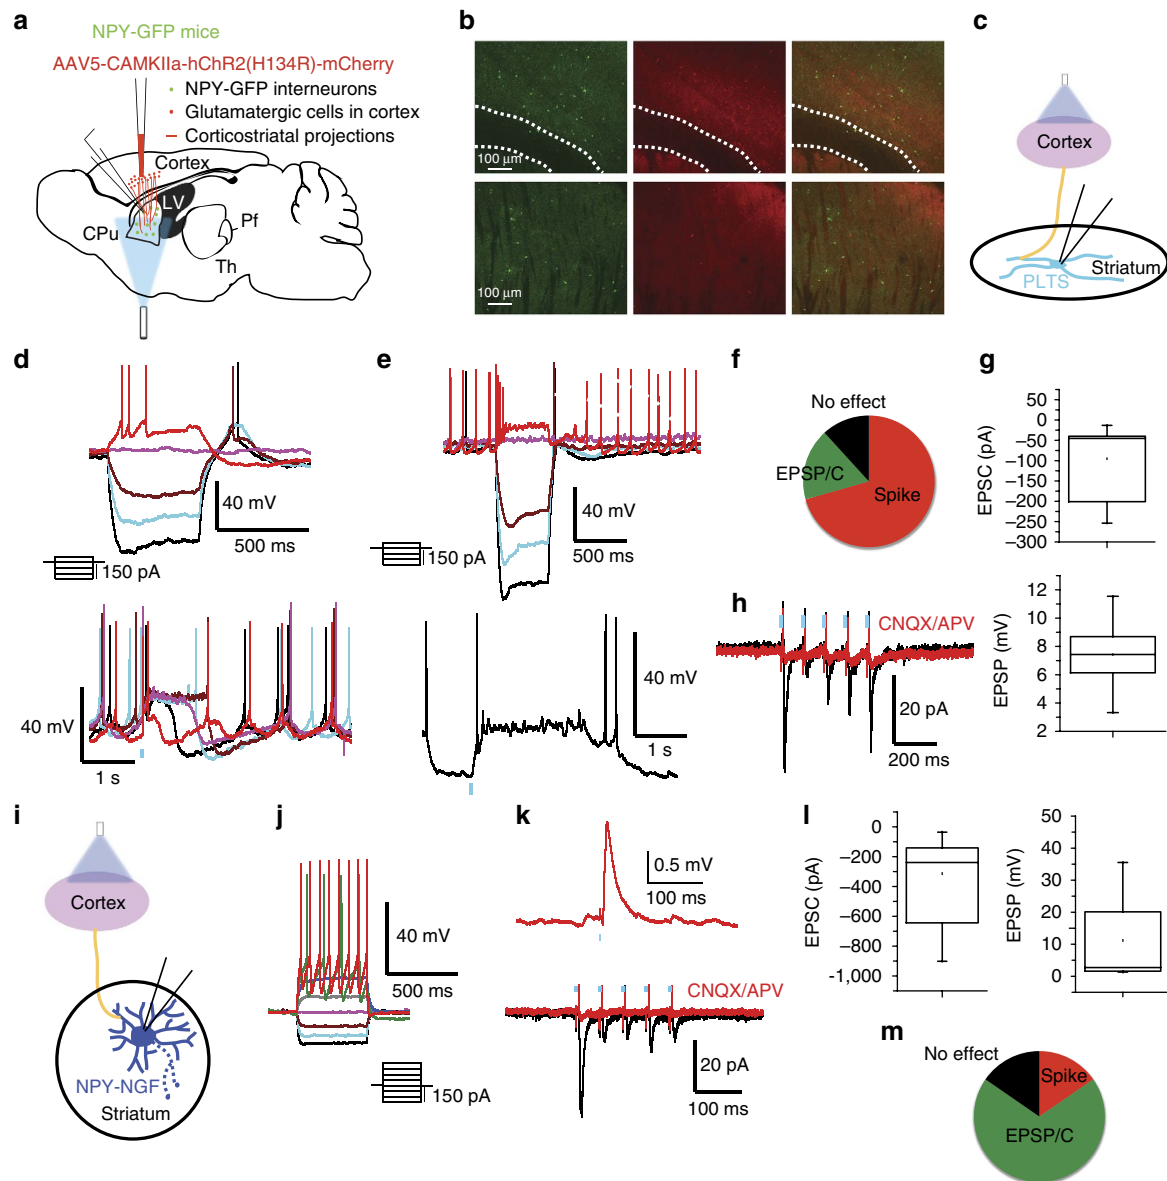 a
NPY-GFP mice
AAV5-CAMKIIa-hChR2(H134R)-mCherry
NPY-GFP interneurons
Glutamatergic cells in cortex
Corticostriatal projections
Cortex
LV
CPu
Pf
Th
b
100 µm
100 µm
c
Cortex
Striatum
PLTS
d
40 mV
500 ms
150 pA
40 mV
1 s
e
40 mV
500 ms
150 pA
40 mV
1 s
f
No effect
EPSP/C
Spike
g
EPSC (pA)
50
0
–50
–100
–150
–200
–250
–300
EPSP (mV)
12
10
8
6
4
2
h
CNQX/APV
20 pA
200 ms
i
Cortex
NPY-NGF
Striatum
j
40 mV
500 ms
150 pA
k
0.5 mV
100 ms
CNQX/APV
20 pA
100 ms
l
EPSC (pA)
0
–200
–400
–600
–800
-1,000
EPSP (mV)
50
40
30
20
10
0
m
No effect
Spike
EPSP/C